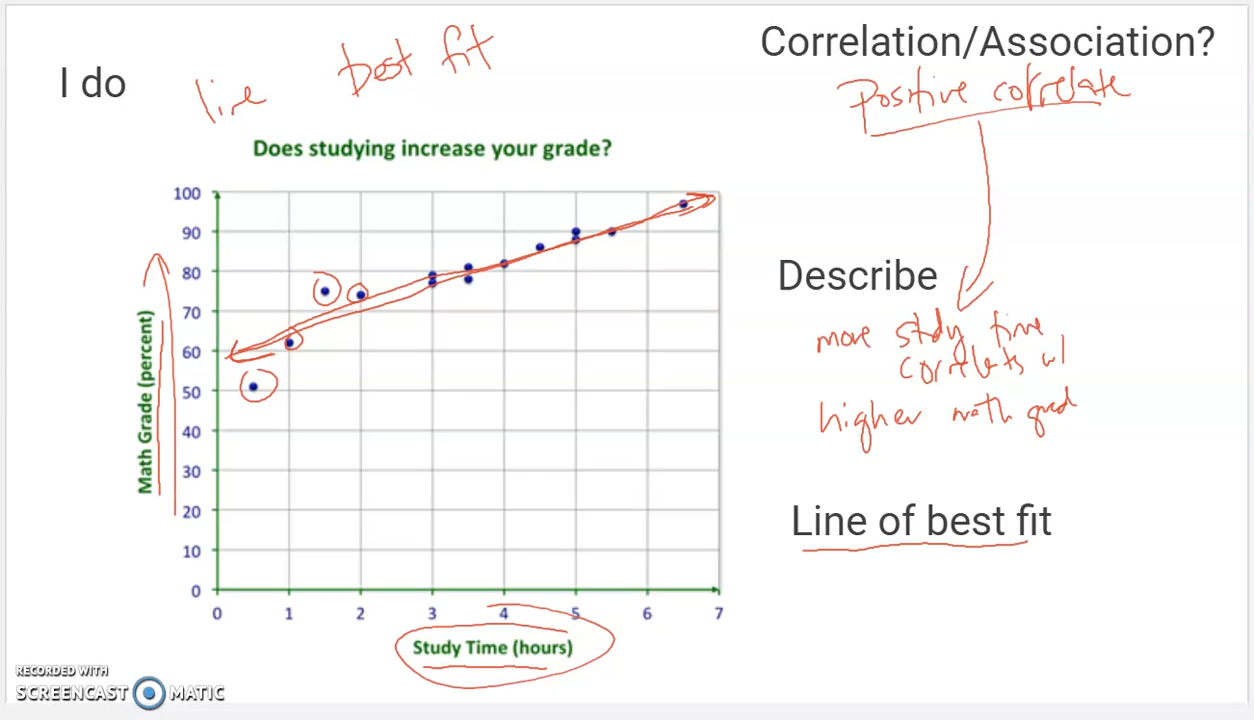 Correlation/Association?
I do
line best fit
Positive correlate
Does studying increase your grade?
100
90
80
70
60
50
40
30
20
10
0
Math Grade (percent)
0 1 2 3 4 5 6 7
Study Time (hours)
Describe
more study time
correlates w/
higher math grad
Line of best fit
RECORDED WITH
SCREENCAST MATIC